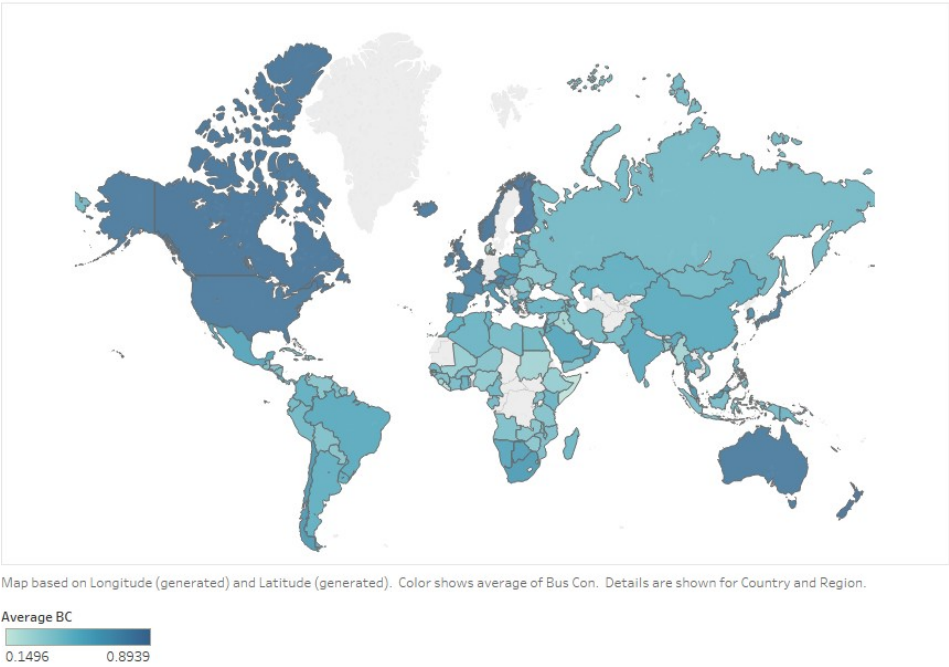 Map based on Longitude (generated) and Latitude (generated).  Color shows average of Bus Con.  Details are shown for Country and Region.
Average BC
0.1496 0.8939